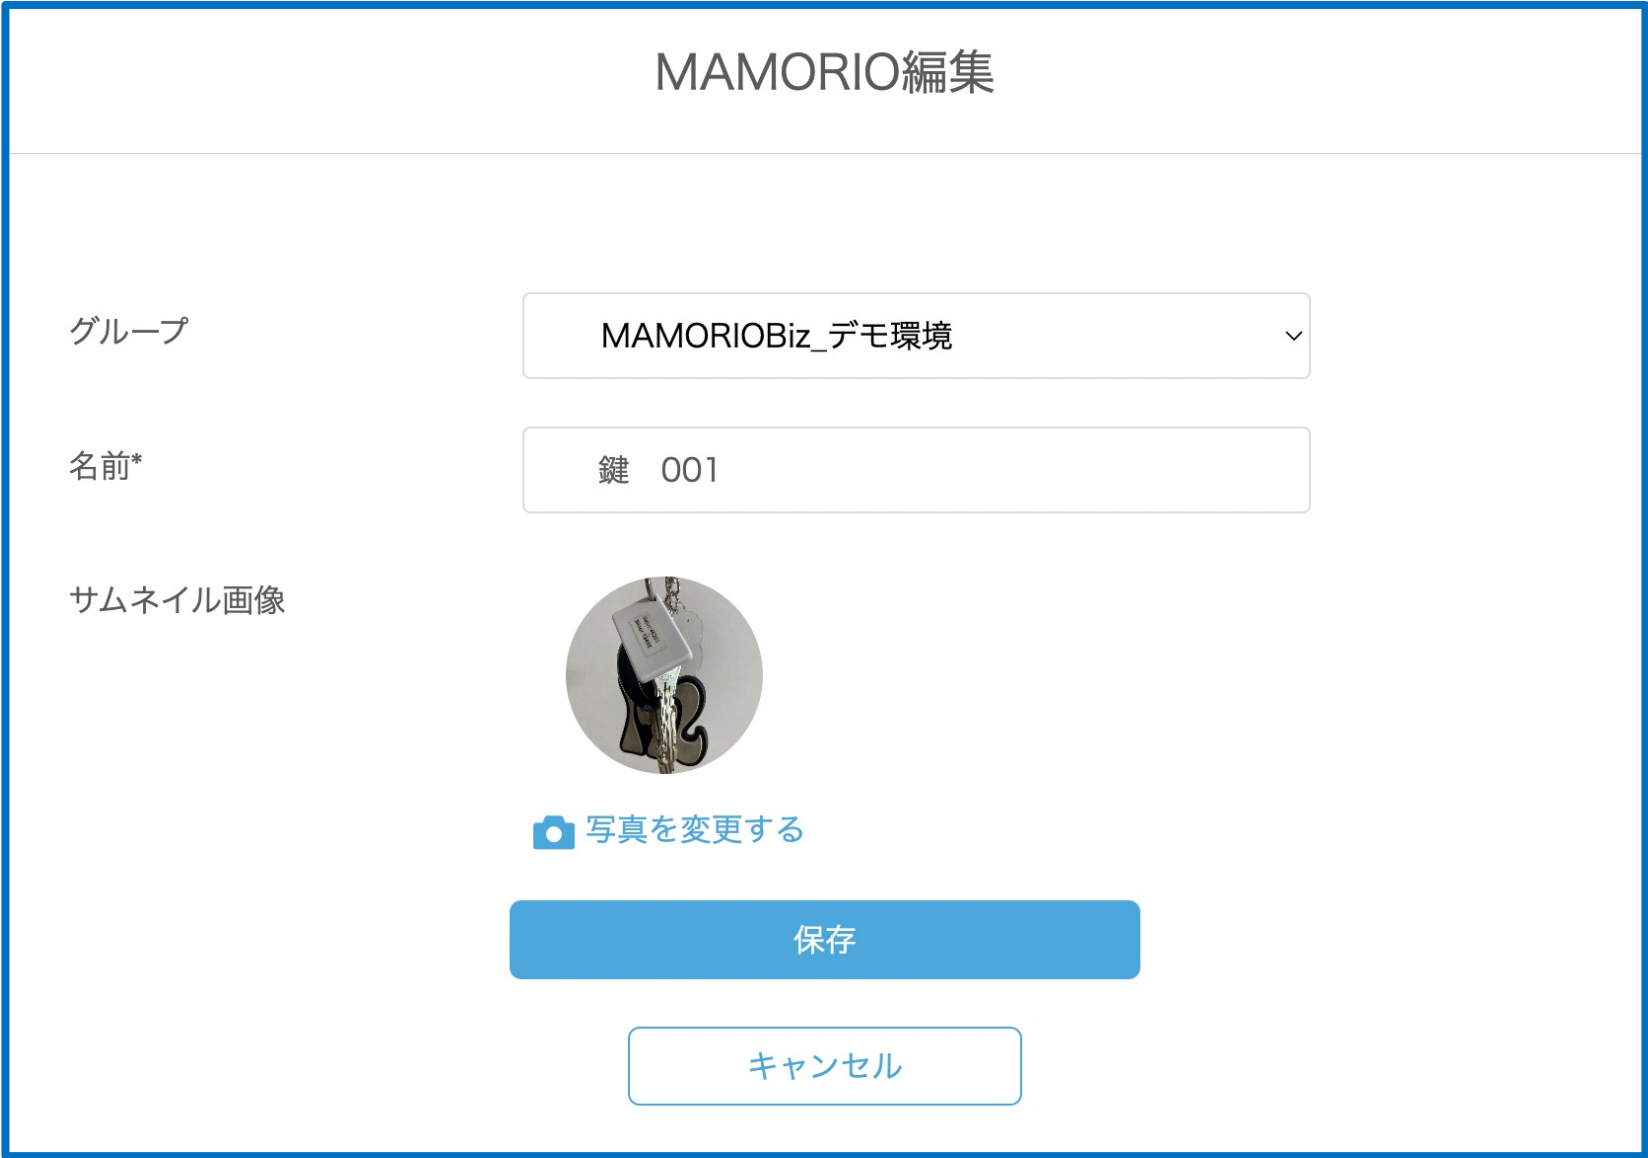 MAMORIO編集
グループ
MAMORIOBiz_デモ環境
名前*
鍵　001
サムネイル画像
写真を変更する
保存
キャンセル